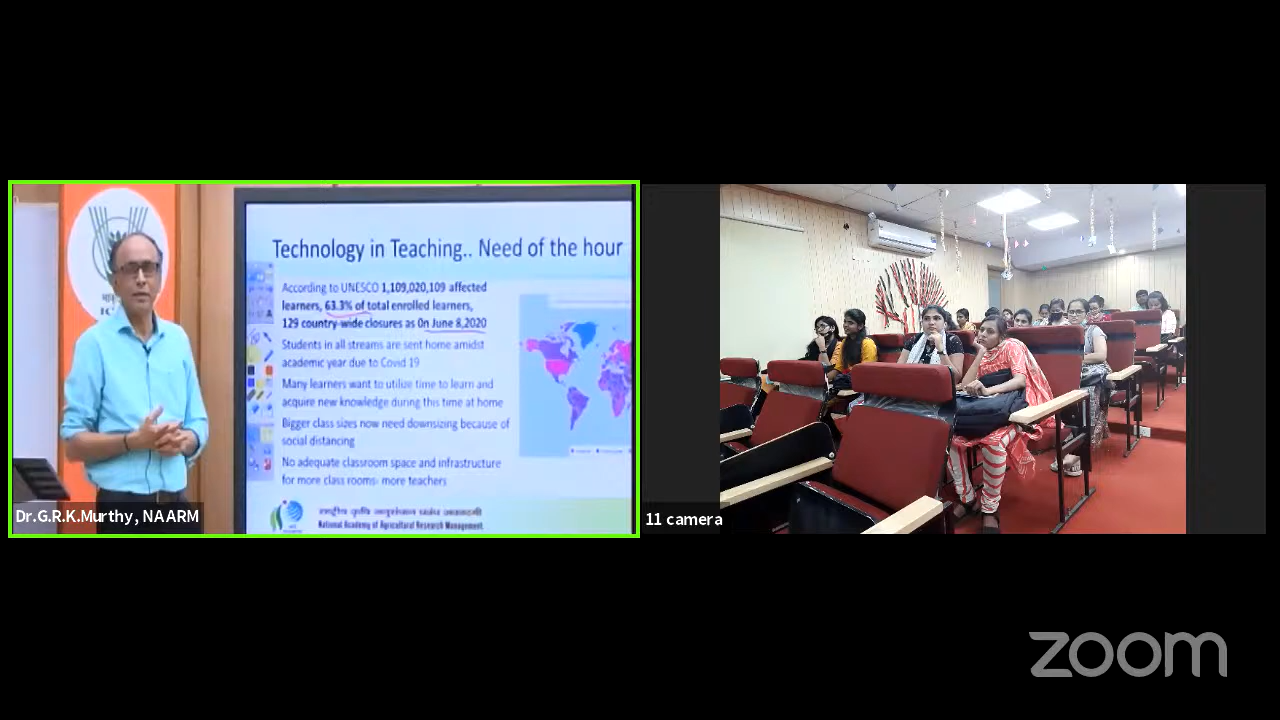 Technology in Teaching.. Need of the hour
According to UNESCO 1,109,020,109 affected
learners, 63.3% of total enrolled learners,
129 country-wide closures as 0n June 8,2020
Students in all streams are sent home amidst
academic year due to Covid 19
Many learners want to utilize time to learn and
acquire new knowledge during this time at home
Bigger class sizes now need downsizing because of
social distancing
No adequate classroom space and infrastructure
for more class rooms- more teachers
National Academy of Agricultural Research Management
Dr.G.R.K.Murthy, NAARM
11 camera
zoom